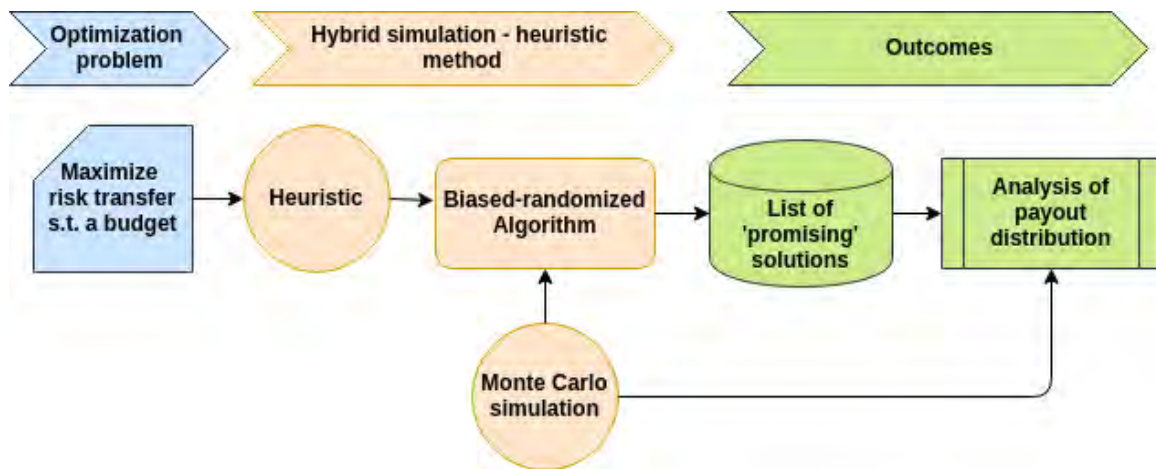 Optimization
problem
Hybrid simulation - heuristic
method
Outcomes
Maximize
risk transfer
s.t. a budget
Heuristic
Biased-randomized
Algorithm
List of
'promising'
solutions
Analysis of
payout
distribution
Monte Carlo
simulation